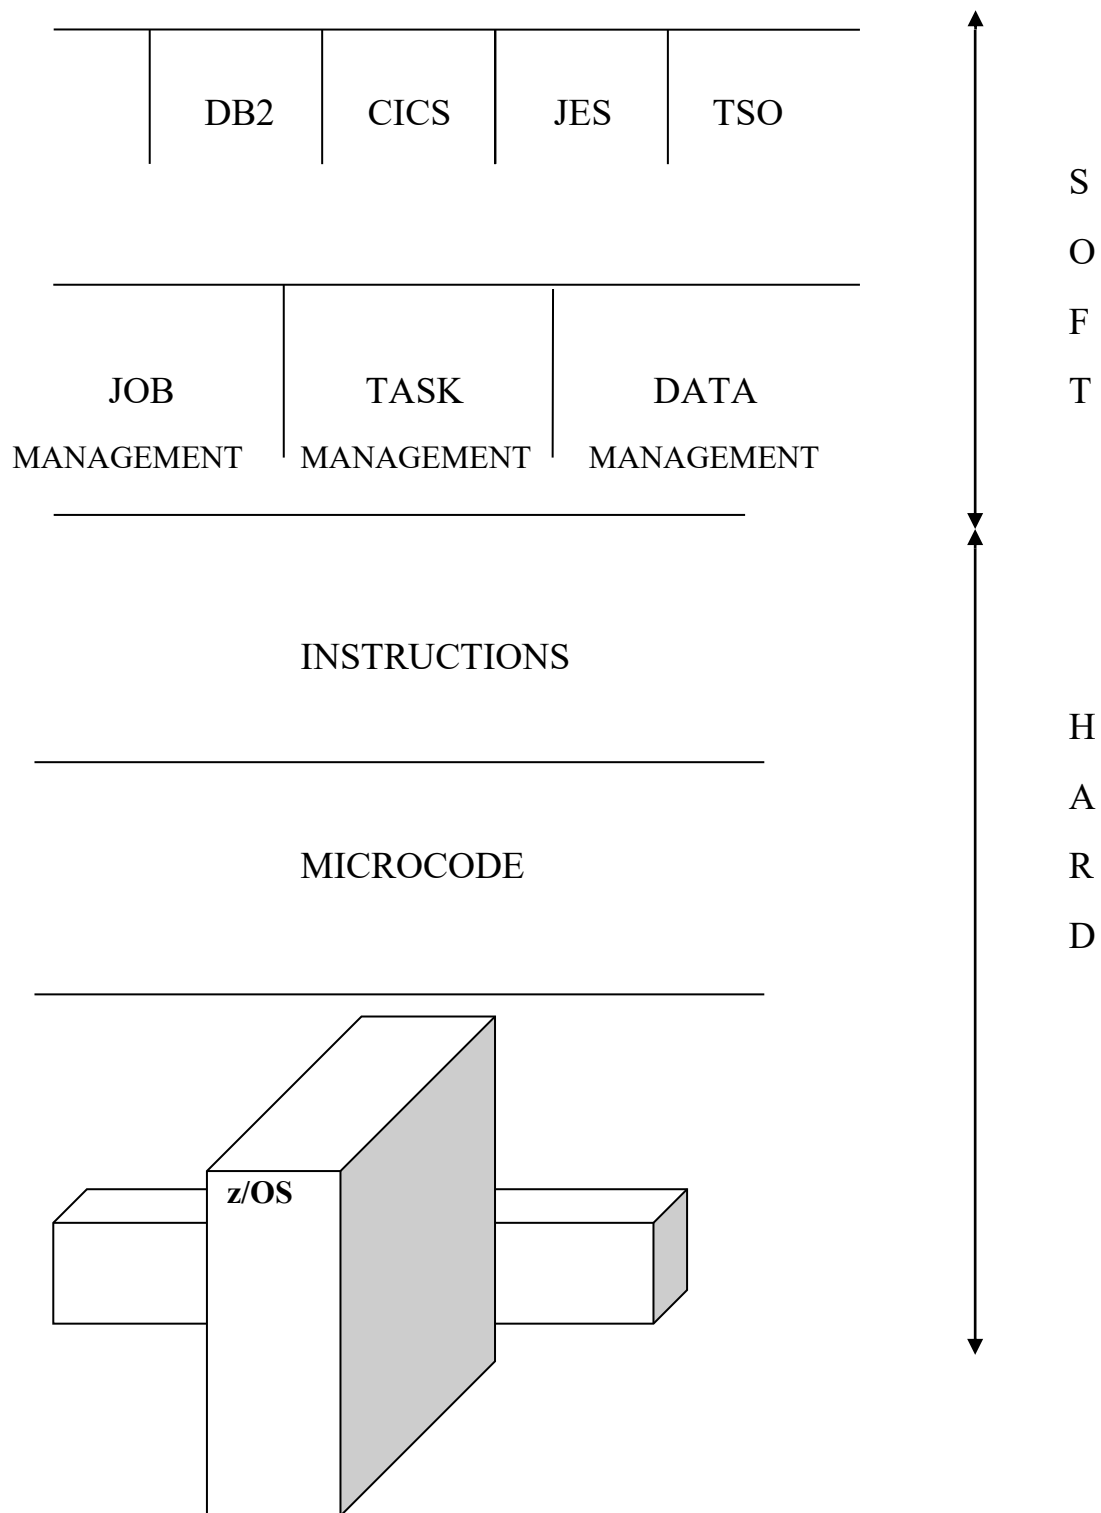 DB2 CICS JES TSO
S
O
F
T
JOB TASK DATA
MANAGEMENT MANAGEMENT MANAGEMENT
INSTRUCTIONS
H
A
R
D
MICROCODE
z/OS